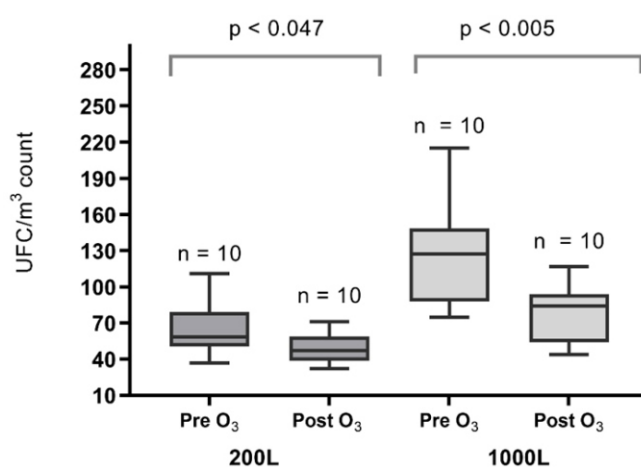 p < 0.047 p < 0.005
UFC/m³ count
280
250
220
190
160
130
100
70
40
10
n = 10
n = 10
n = 10
n = 10
Pre O₃ Post O₃ Pre O₃ Post O₃
200L 1000L